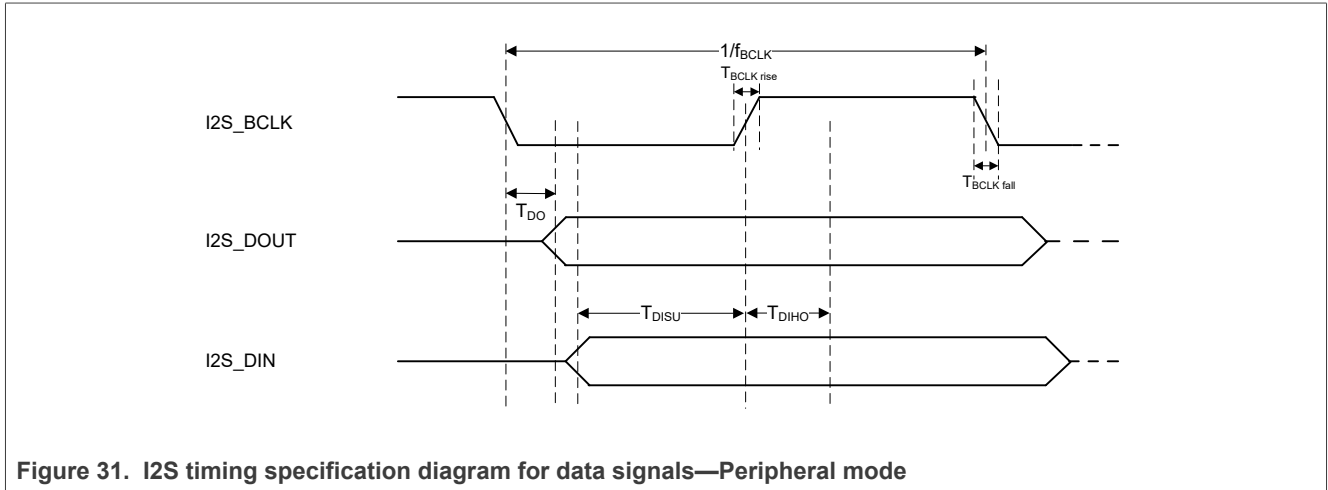 1/fBCLK
TBCLK rise
I2S_BCLK
TBCLK fall
TDO
I2S_DOUT
TDISU
TDIHO
I2S_DIN
Figure 31. I2S timing specification diagram for data signals—Peripheral mode